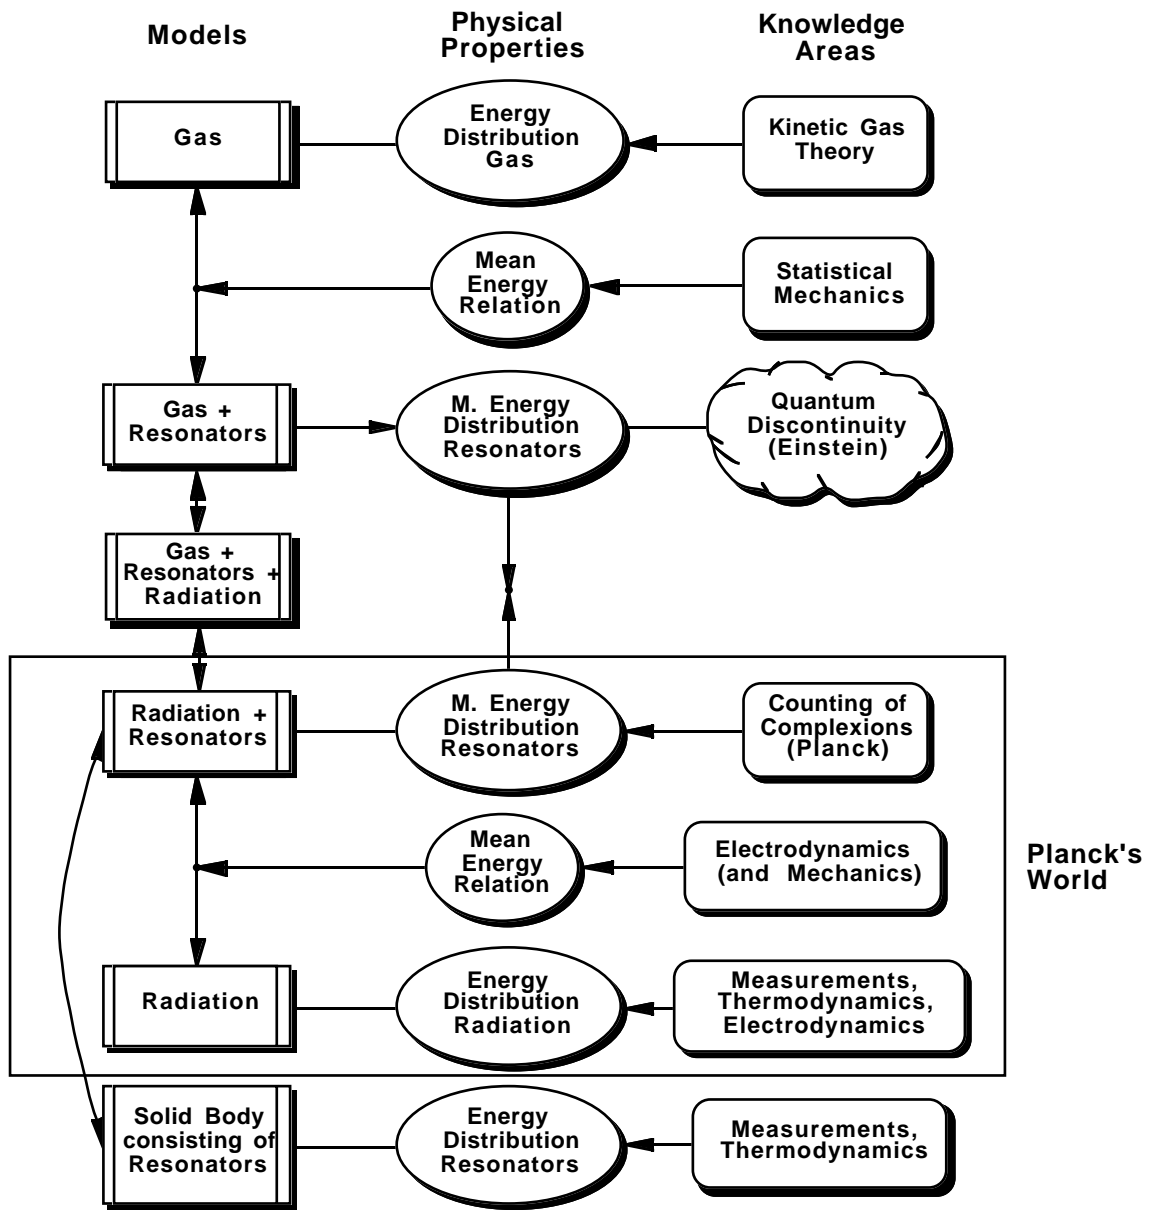 Models
Physical
Properties
Knowledge
Areas
Gas
Energy
Distribution
Gas
Kinetic Gas
Theory
Mean
Energy
Relation
Statistical
Mechanics
Gas +
Resonators
M. Energy
Distribution
Resonators
Quantum
Discontinuity
(Einstein)
Gas +
Resonators +
Radiation
Radiation +
Resonators
M. Energy
Distribution
Resonators
Counting of
Complexions
(Planck)
Mean
Energy
Relation
Electrodynamics
(and Mechanics)
Planck's
World
Radiation
Energy
Distribution
Radiation
Measurements,
Thermodynamics,
Electrodynamics
Solid Body
consisting of
Resonators
Energy
Distribution
Resonators
Measurements,
Thermodynamics